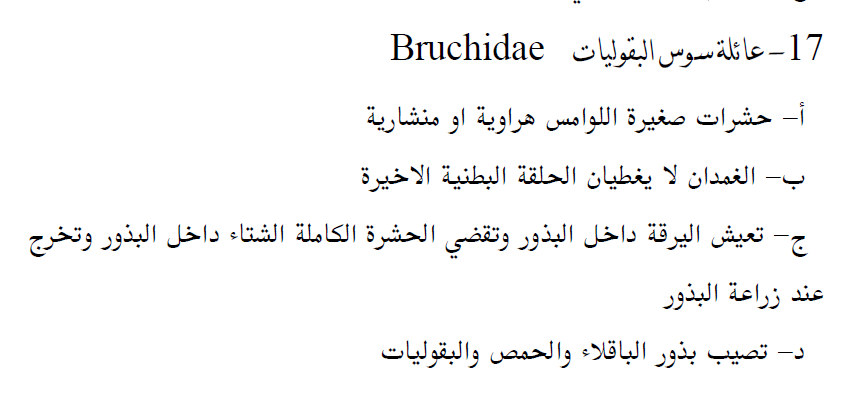 17- عائلة سوس البقوليات Bruchidae
أ- حشرات صغيرة اللوامس هراوية او منشارية
ب- الغمدان لا يغطيان الحلقة البطنية الاخيرة
ج- تعيش اليرقة داخل البذور وتقضي الحشرة الكاملة الشتاء داخل البذور وتخرج
عند زراعة البذور
د- تصيب بذور الباقلاء والحمص والبقوليات